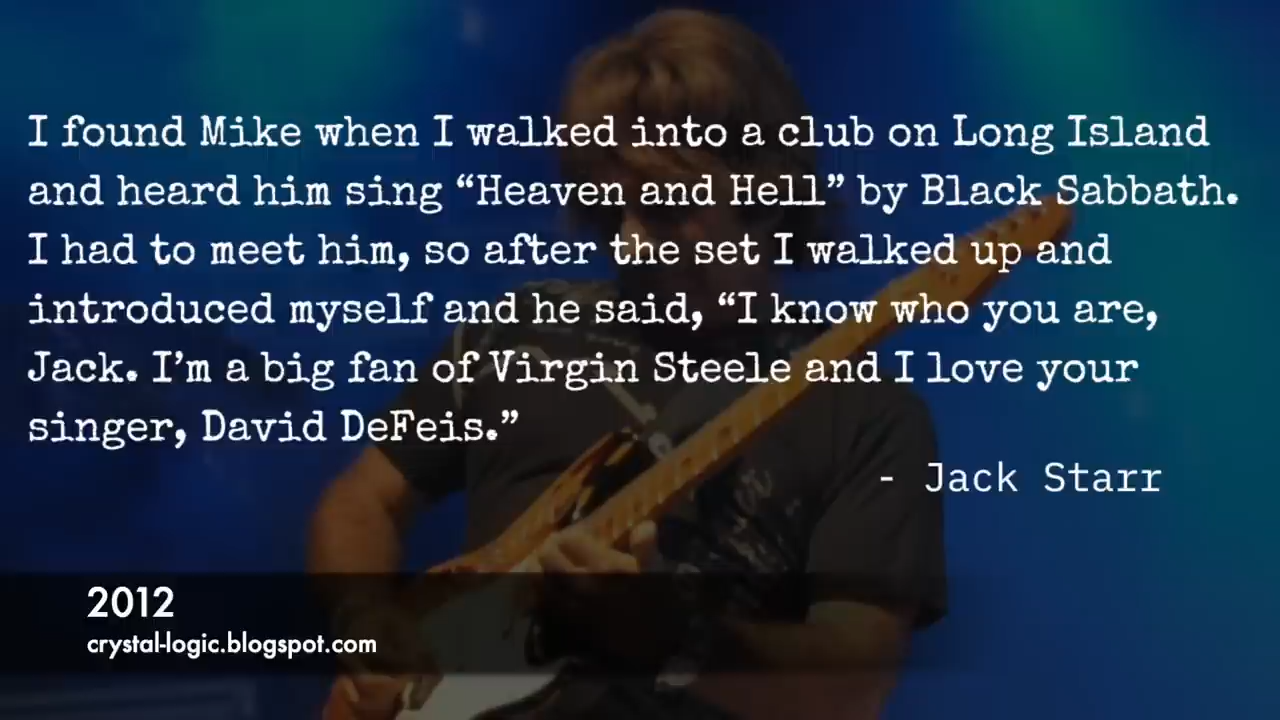 I found Mike when I walked into a club on Long Island
and heard him sing “Heaven and Hell” by Black Sabbath.
I had to meet him, so after the set I walked up and
introduced myself and he said, “I know who you are,
Jack. I’m a big fan of Virgin Steele and I love your
singer, David DeFeis.”
- Jack Starr
2012
crystal-logic.blogspot.com